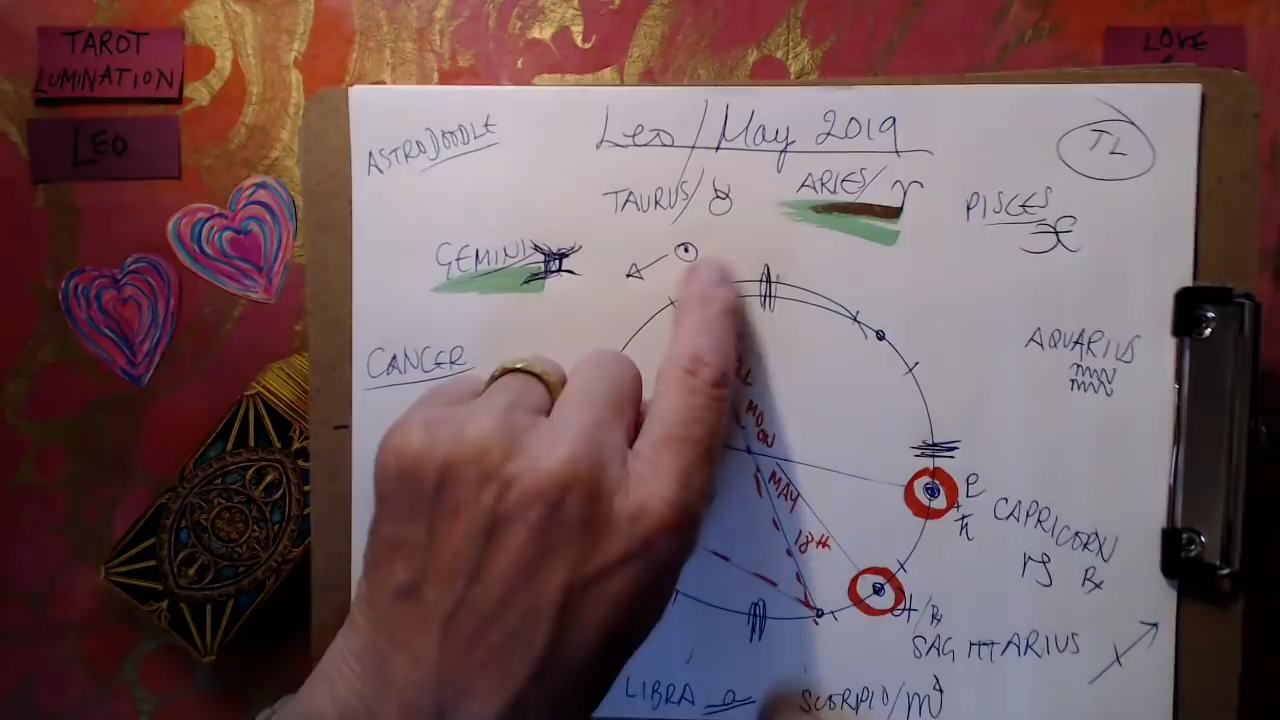 TAROT
LUMINATION
LEO
LOVE
ASTRODOODLE
Leo/May 2019
TL
TAURUS/♉
ARIES/♈
PISCES
♓
GEMINI ♊
CANCER
AQUARIUS
♒
MOON
MAY
18th
P
+
♄
CAPRICORN
♑ ℞
♃/℞
SAGITTARIUS
♐
LIBRA ♎
SCORPIO/♏